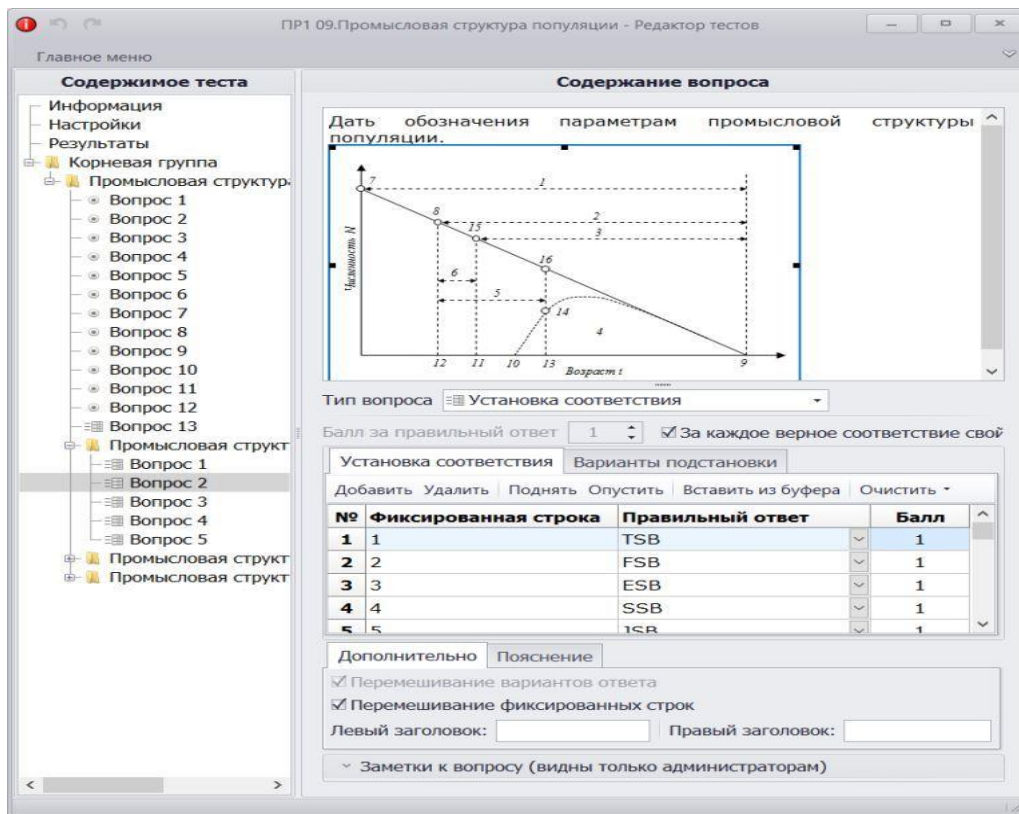 ПР1 09.Промысловая структура популяции - Редактор тестов
Главное меню
Содержимое теста
Информация
Настройки
Результаты
Корневая группа
Промысловая структур
Вопрос 1
Вопрос 2
Вопрос 3
Вопрос 4
Вопрос 5
Вопрос 6
Вопрос 7
Вопрос 8
Вопрос 9
Вопрос 10
Вопрос 11
Вопрос 12
Вопрос 13
Промысловая структ
Вопрос 1
Вопрос 2
Вопрос 3
Вопрос 4
Вопрос 5
Промысловая структ
Промысловая структ
Содержание вопроса
Дать обозначения параметрам промысловой структуры
популяции.
7
1
8
2
15
3
16
6
5
14
4
Численность N
12 11 10 13 9
Возраст t
Тип вопроса Установка соответствия
Балл за правильный ответ 1 За каждое верное соответствие свой
Установка соответствия Варианты подстановки
Добавить Удалить Поднять Опустить Вставить из буфера Очистить
№ Фиксированная строка Правильный ответ Балл
1 1 TSB 1
2 2 FSB 1
3 3 ESB 1
4 4 SSB 1
5 5 JSB 1
Дополнительно Пояснение
Перемешивание вариантов ответа
Перемешивание фиксированных строк
Левый заголовок: Правый заголовок:
Заметки к вопросу (видны только администраторам)